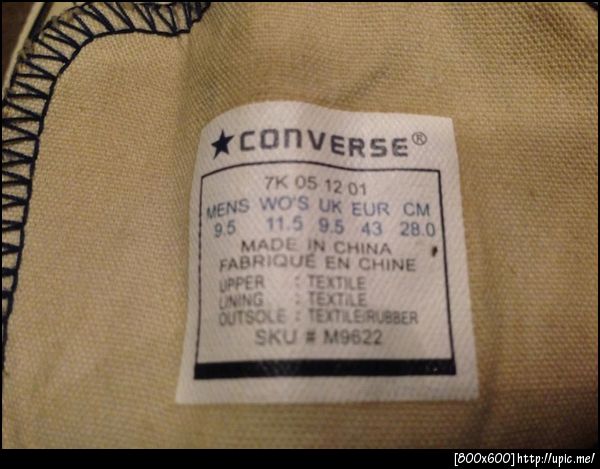 ★CONVERSE®
7K 05 12 01
MENS WO'S UK EUR CM
9.5 11.5 9.5 43 28.0
MADE IN CHINA
FABRIQUÉ EN CHINE
UPPER : TEXTILE
LINING : TEXTILE
OUTSOLE : TEXTILE/RUBBER
SKU # M9622
[800x600]http://upic.me/